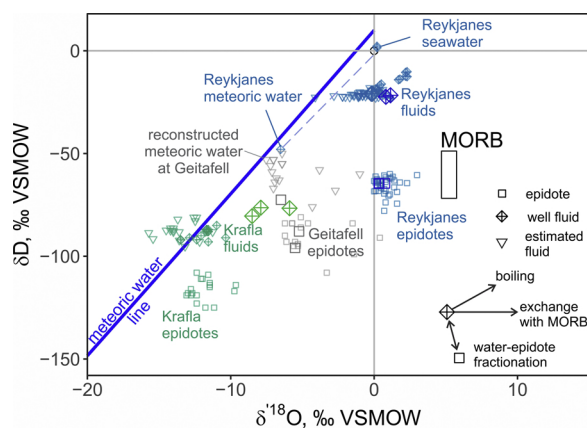 Reykjanes
seawater
0
Reykjanes
meteoric water
Reykjanes
fluids
reconstructed
meteoric water
at Geitafell
MORB
−50
epidote
well fluid
estimated
fluid
Reykjanes
epidotes
Krafla
fluids
Geitafell
epidotes
−100
boiling
exchange
with MORB
water-epidote
fractionation
meteoric water
line
Krafla
epidotes
−150
−20
−10
0
10
δD, ‰ VSMOW
δ'18O, ‰ VSMOW